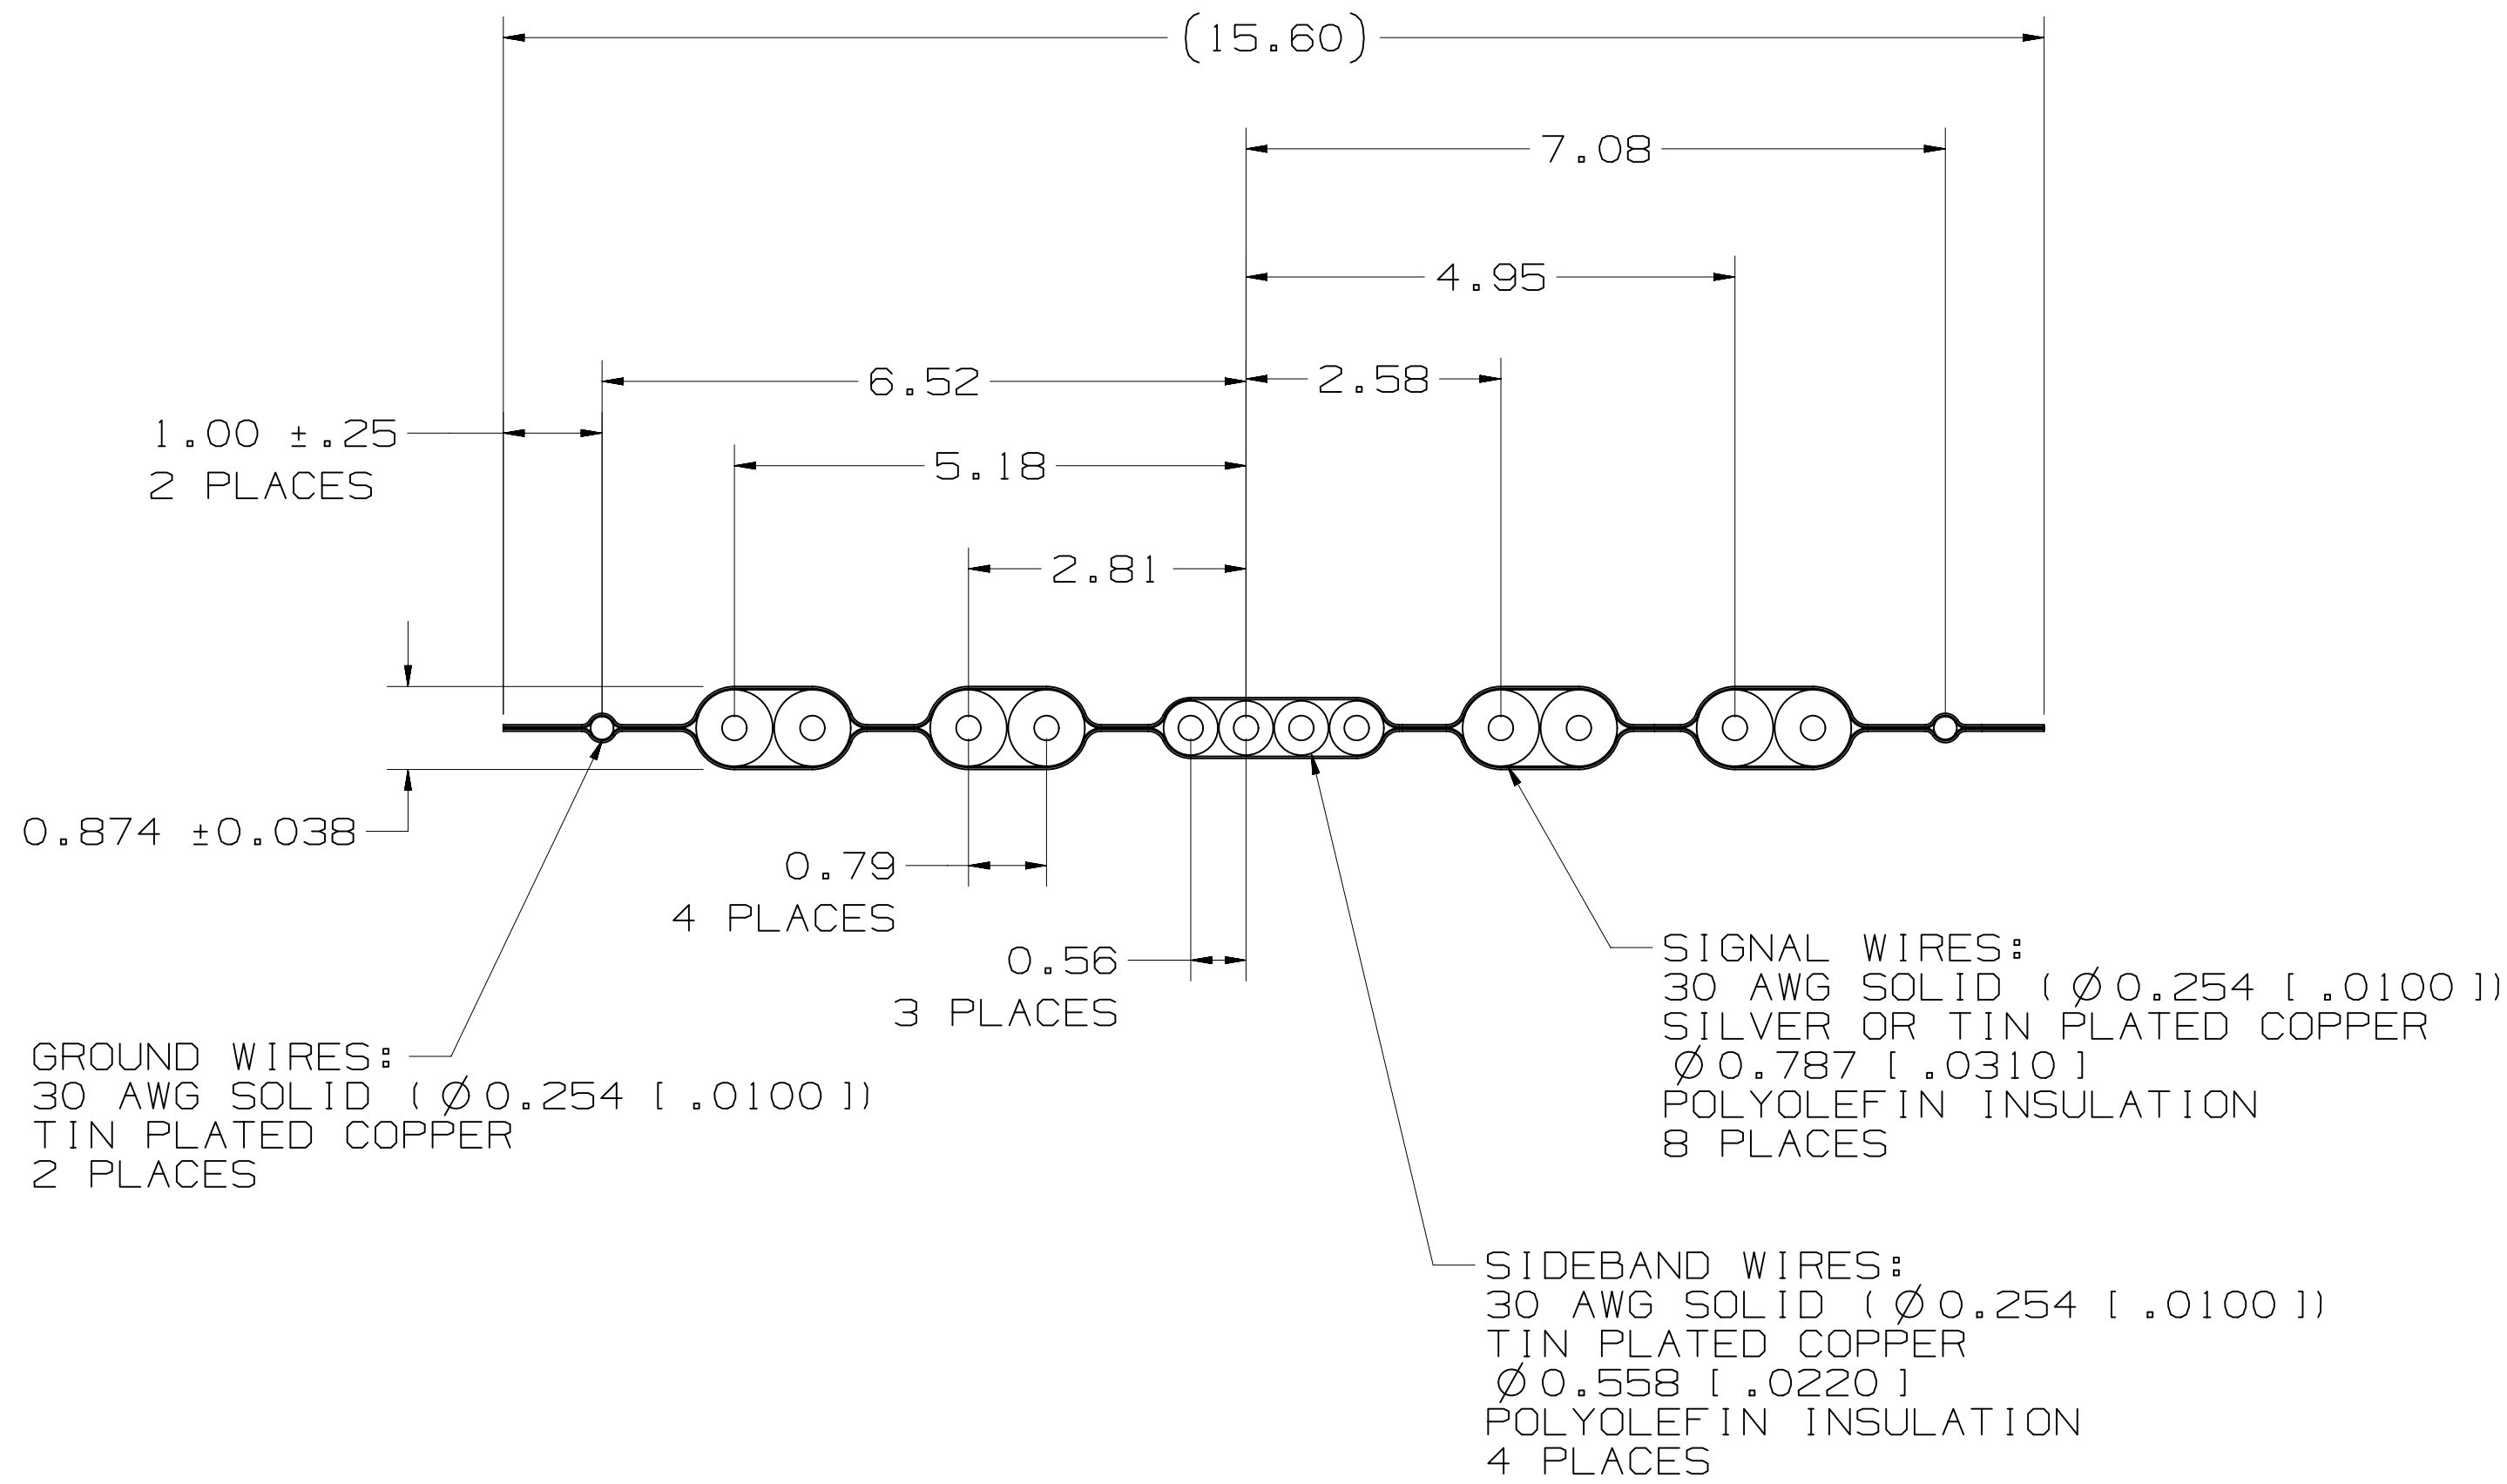 (15.60)
7.08
4.95
6.52
2.58
1.00 ±.25
2 PLACES
5.18
2.81
0.874 ±0.038
0.79
4 PLACES
0.56
3 PLACES
SIGNAL WIRES:
30 AWG SOLID (Ø0.254 [.0100])
SILVER OR TIN PLATED COPPER
Ø0.787 [.0310]
POLYOLEFIN INSULATION
8 PLACES
GROUND WIRES:
30 AWG SOLID (Ø0.254 [.0100])
TIN PLATED COPPER
2 PLACES
SIDEBAND WIRES:
30 AWG SOLID (Ø0.254 [.0100])
TIN PLATED COPPER
Ø0.558 [.0220]
POLYOLEFIN INSULATION
4 PLACES